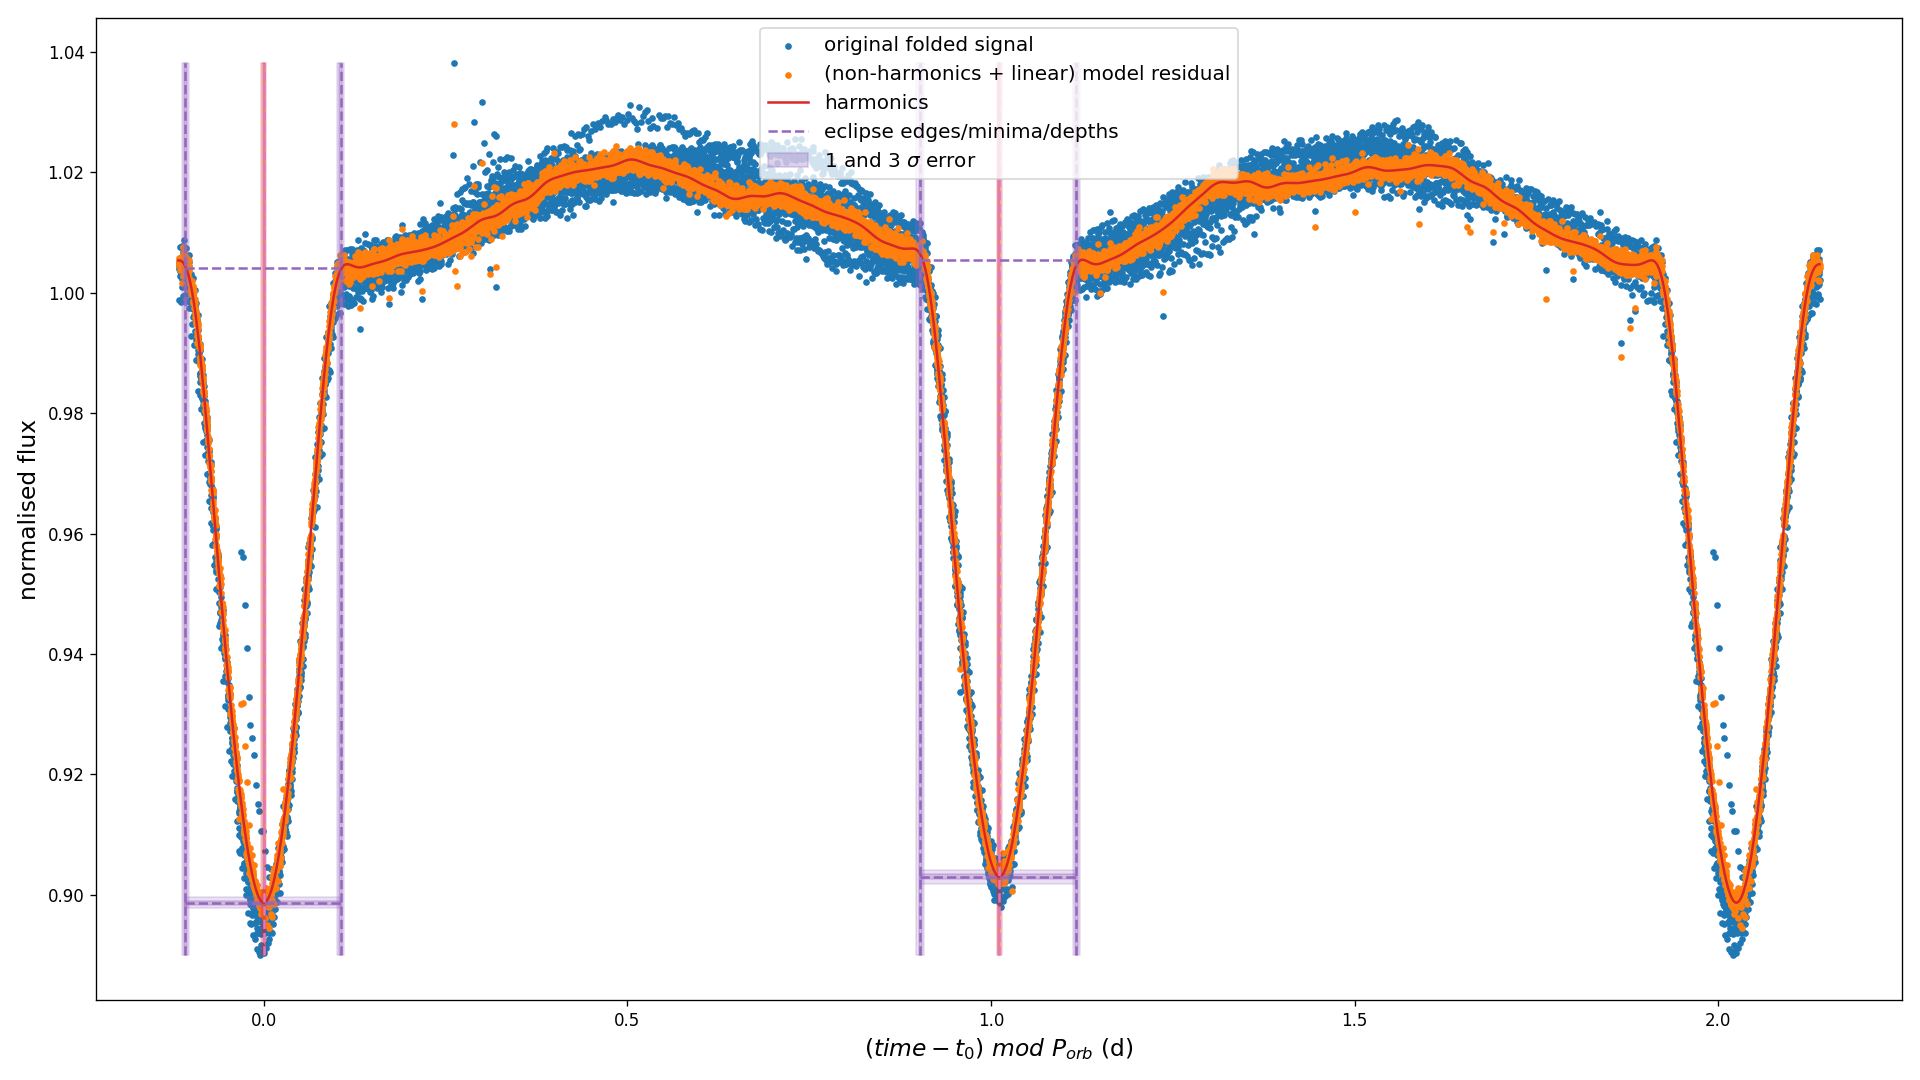 original folded signal
(non-harmonics + linear) model residual
harmonics
eclipse edges/minima/depths
1 and 3 σ error
normalised flux
1.04
1.02
1.00
0.98
0.96
0.94
0.92
0.90
0.0 0.5 1.0 1.5 2.0
(time − t₀) mod Pₒᵣb (d)